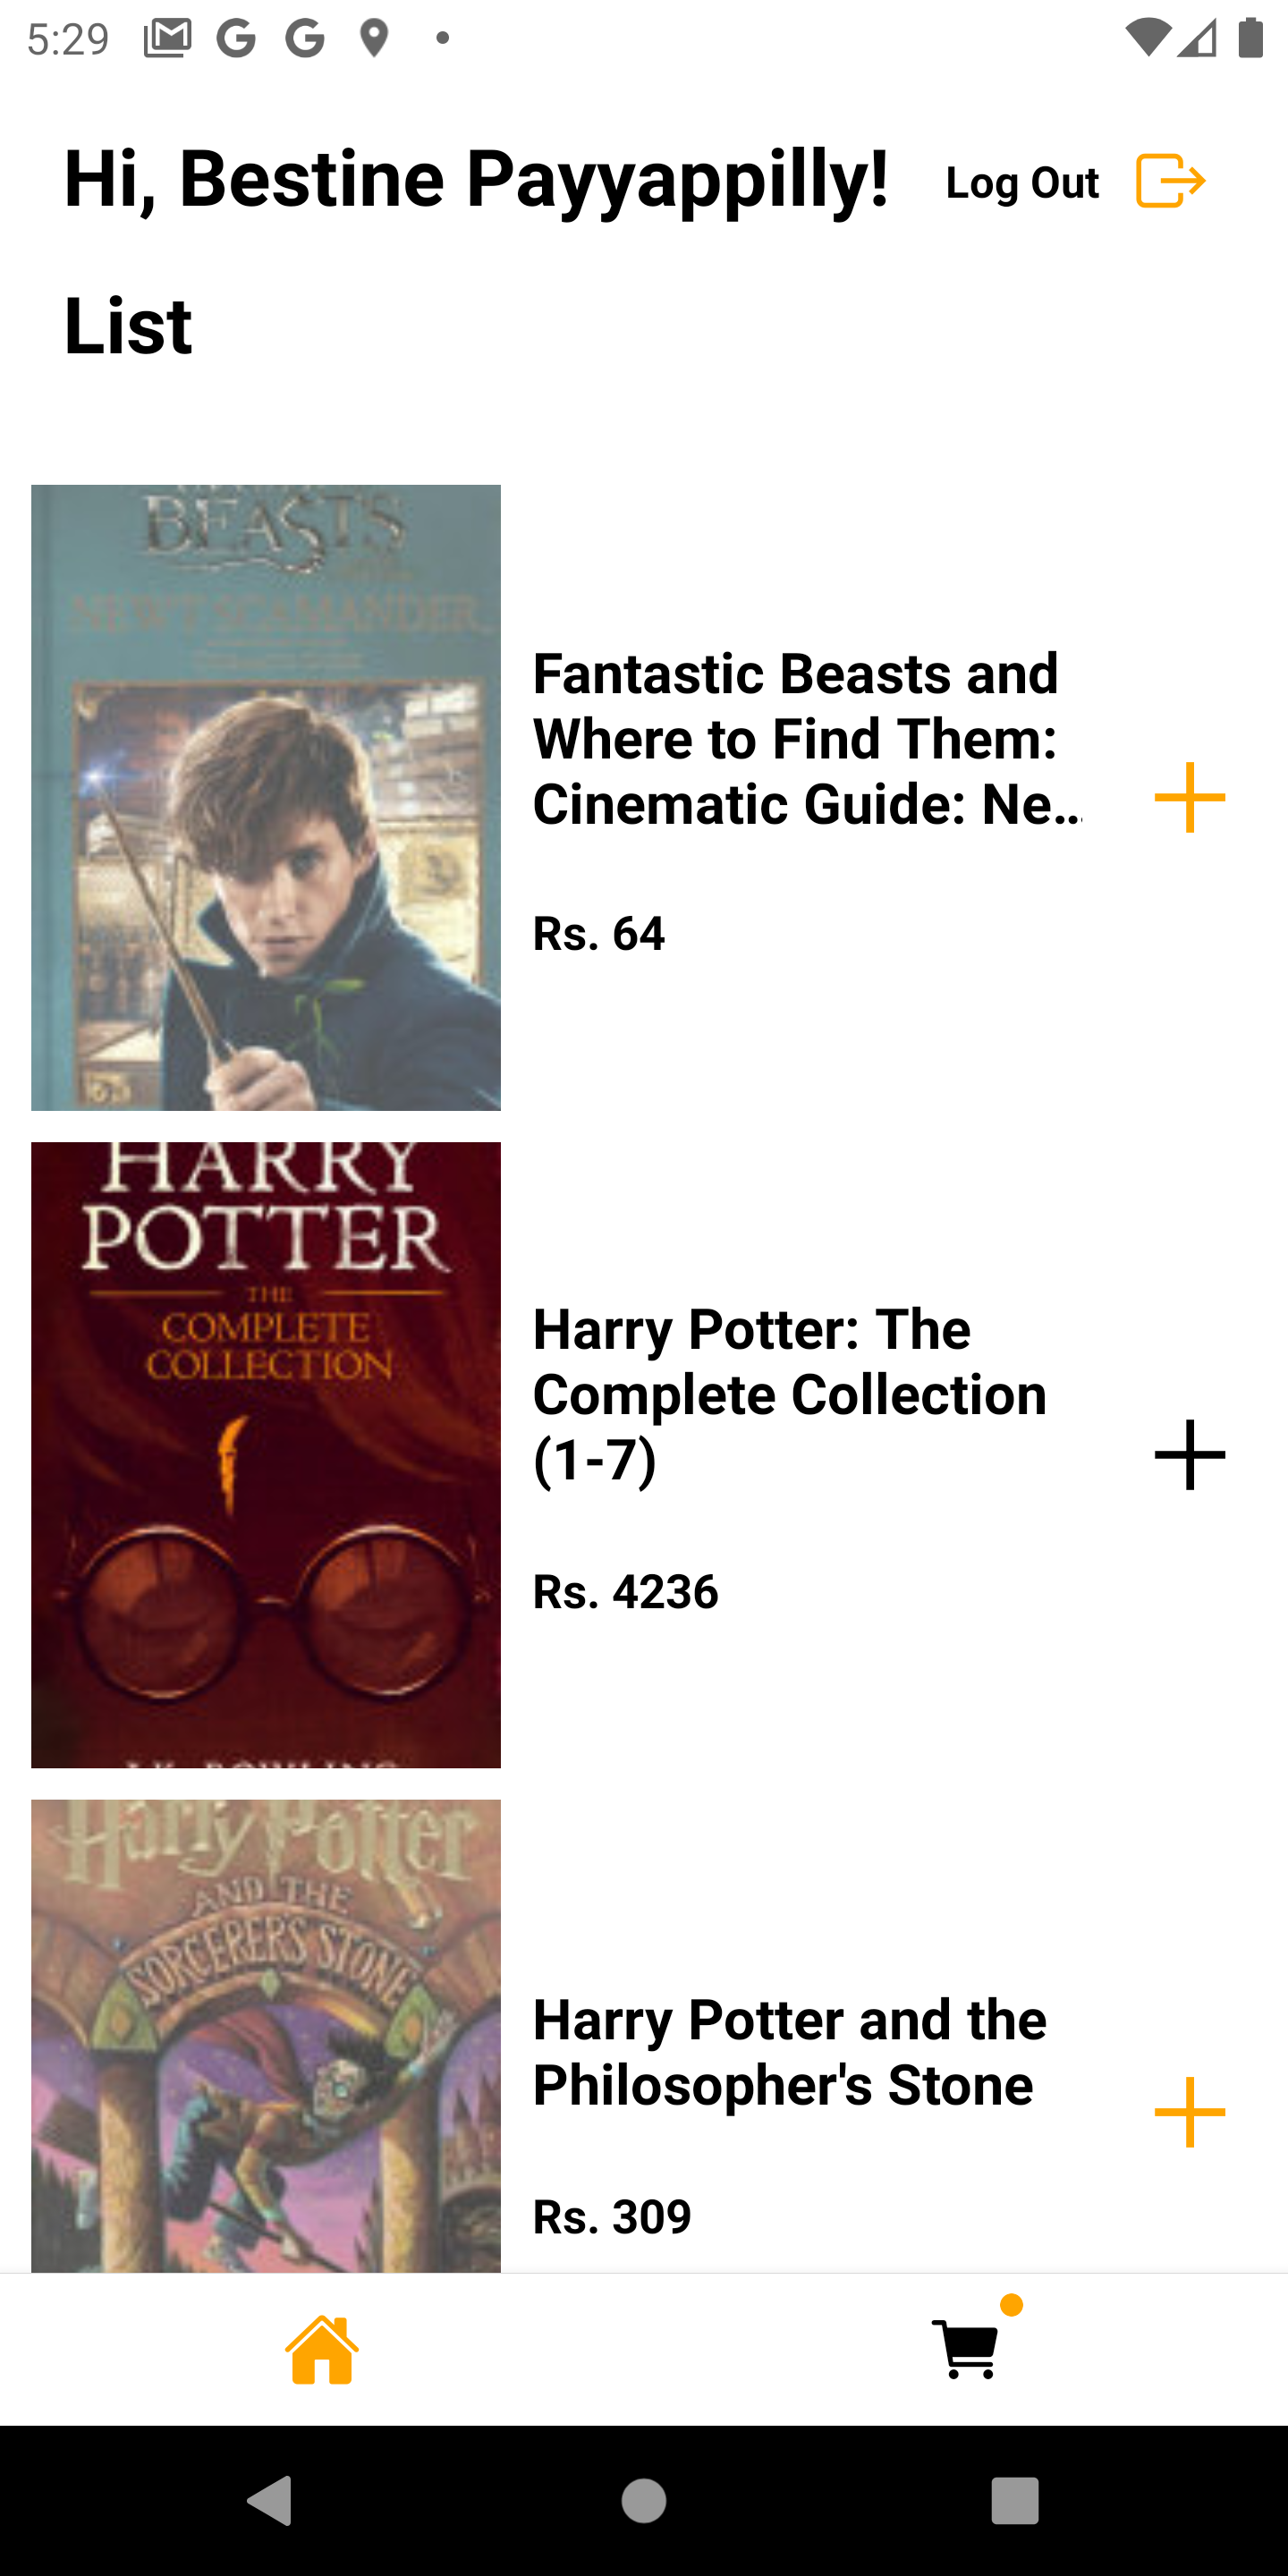 5:29
Hi, Bestine Payyappilly!
Log Out
List
BEASTS
NEWT SCAMANDER
Fantastic Beasts and
Where to Find Them:
Cinematic Guide: Ne...
Rs. 64
HARRY
POTTER
THE
COMPLETE
COLLECTION
J.K. ROWLING
Harry Potter: The
Complete Collection
(1-7)
Rs. 4236
Harry Potter
AND THE
SORCERER'S STONE
Harry Potter and the
Philosopher's Stone
Rs. 309